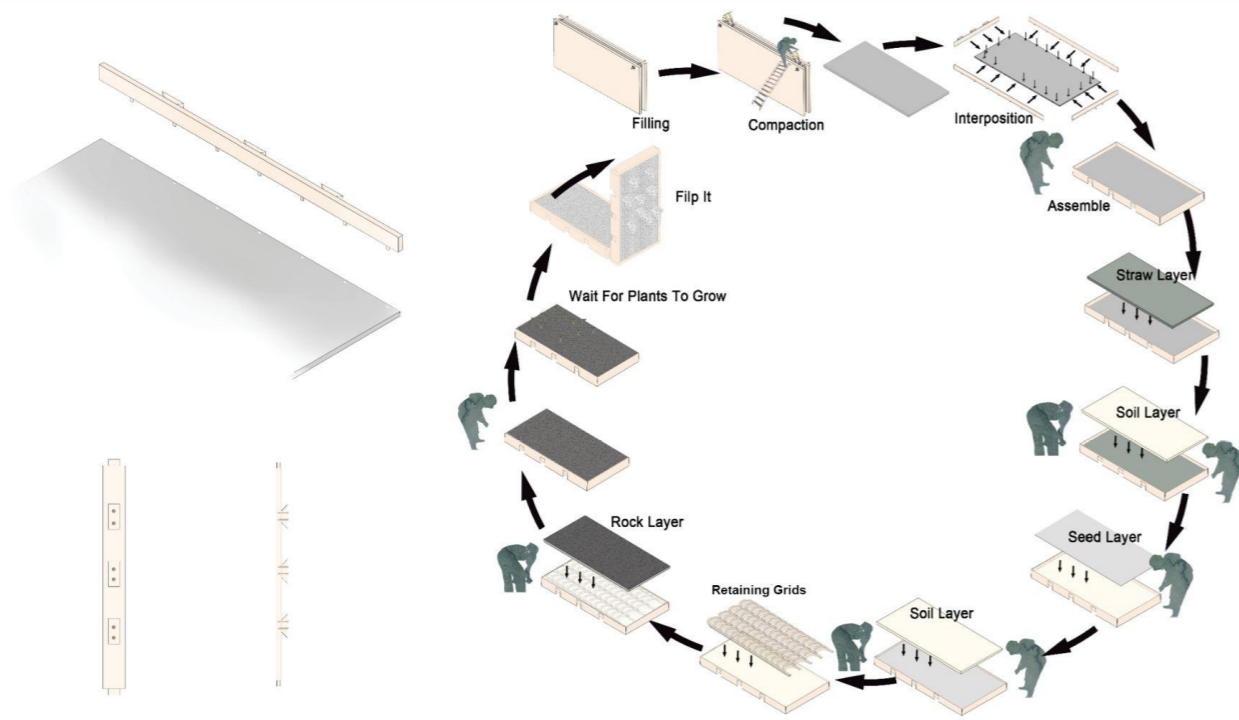 Filling
Compaction
Interposition
Assemble
Straw Layer
Soil Layer
Seed Layer
Soil Layer
Retaining Grids
Rock Layer
Wait For Plants To Grow
Filp It